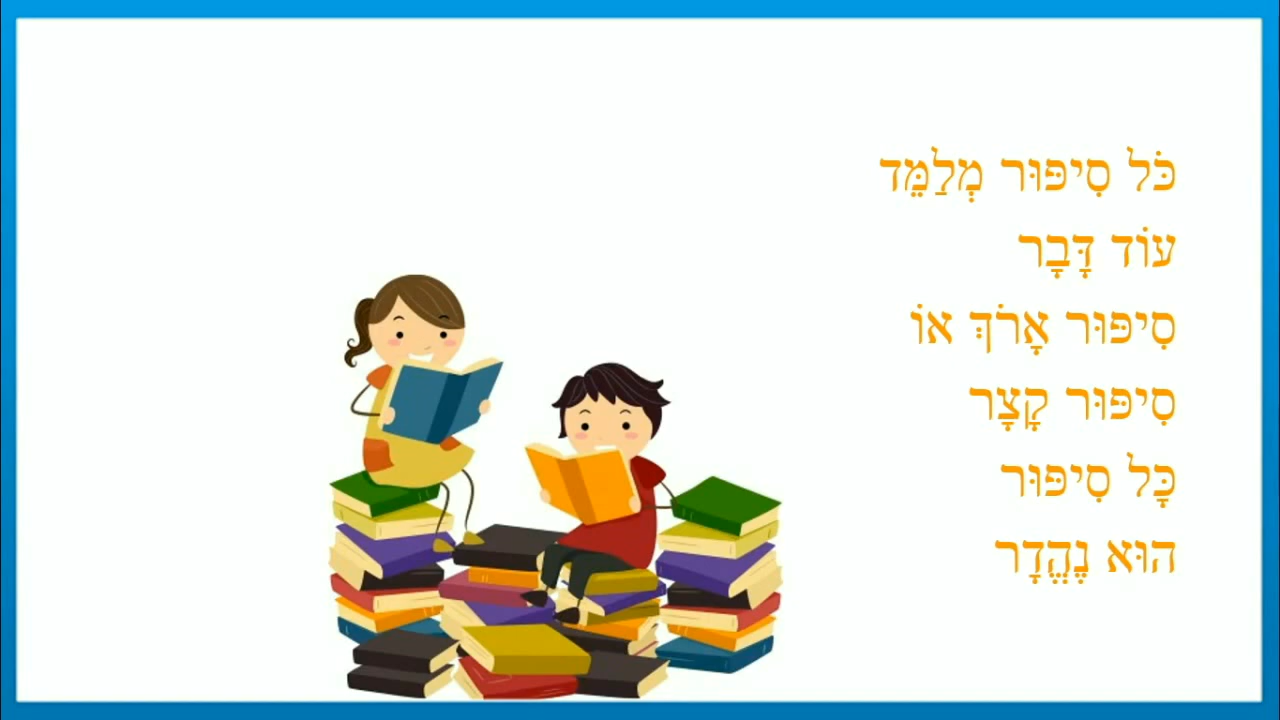 כֹּל סִיפּוּר מְלַמֵּד
עוֹד דָּבָר
סִיפּוּר אָרֹךְ אוֹ
סִיפּוּר קָצָר
כָּל סִיפּוּר
הוּא נֶהֱדָר